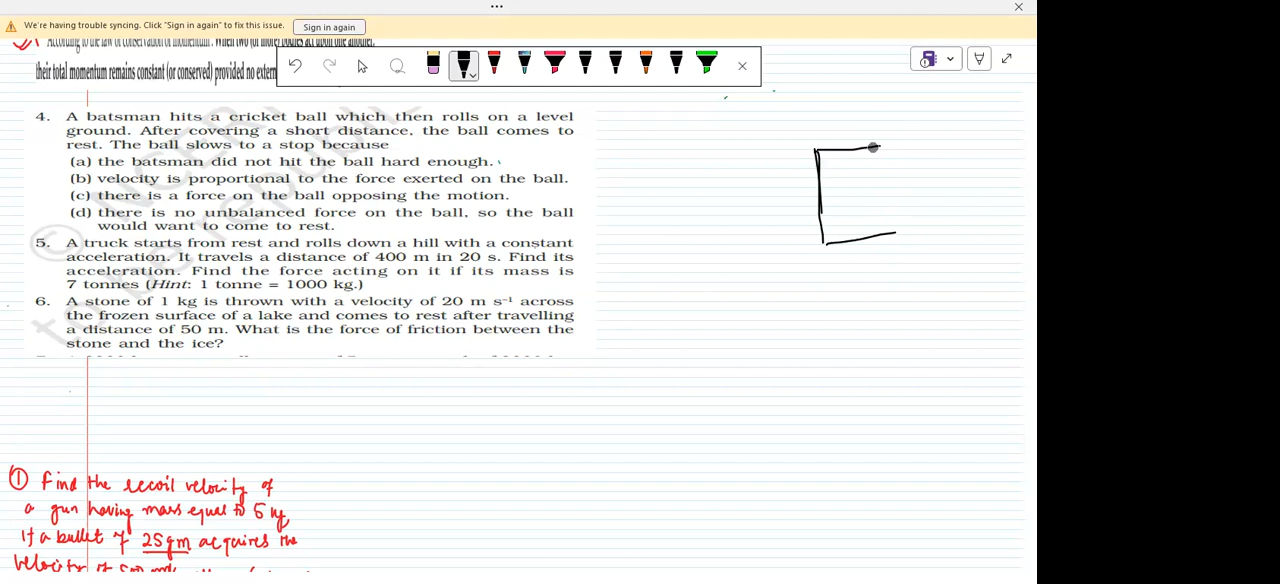 We're having trouble syncing. Click "Sign in again" to fix this issue.
Sign in again
According to the law of conservation of momentum: When two (or more) bodies act upon one another,
their total momentum remains constant (or conserved) provided no extern
4. A batsman hits a cricket ball which then rolls on a level
ground. After covering a short distance, the ball comes to
rest. The ball slows to a stop because
(a) the batsman did not hit the ball hard enough.
(b) velocity is proportional to the force exerted on the ball.
(c) there is a force on the ball opposing the motion.
(d) there is no unbalanced force on the ball, so the ball
would want to come to rest.
5. A truck starts from rest and rolls down a hill with a constant
acceleration. It travels a distance of 400 m in 20 s. Find its
acceleration. Find the force acting on it if its mass is
7 tonnes (Hint: 1 tonne = 1000 kg.)
6. A stone of 1 kg is thrown with a velocity of 20 m s⁻¹ across
the frozen surface of a lake and comes to rest after travelling
a distance of 50 m. What is the force of friction between the
stone and the ice?
① Find the recoil velocity of
a gun having mass equal to 5 kg,
If a bullet of 25gm acquires the
velocity of 500